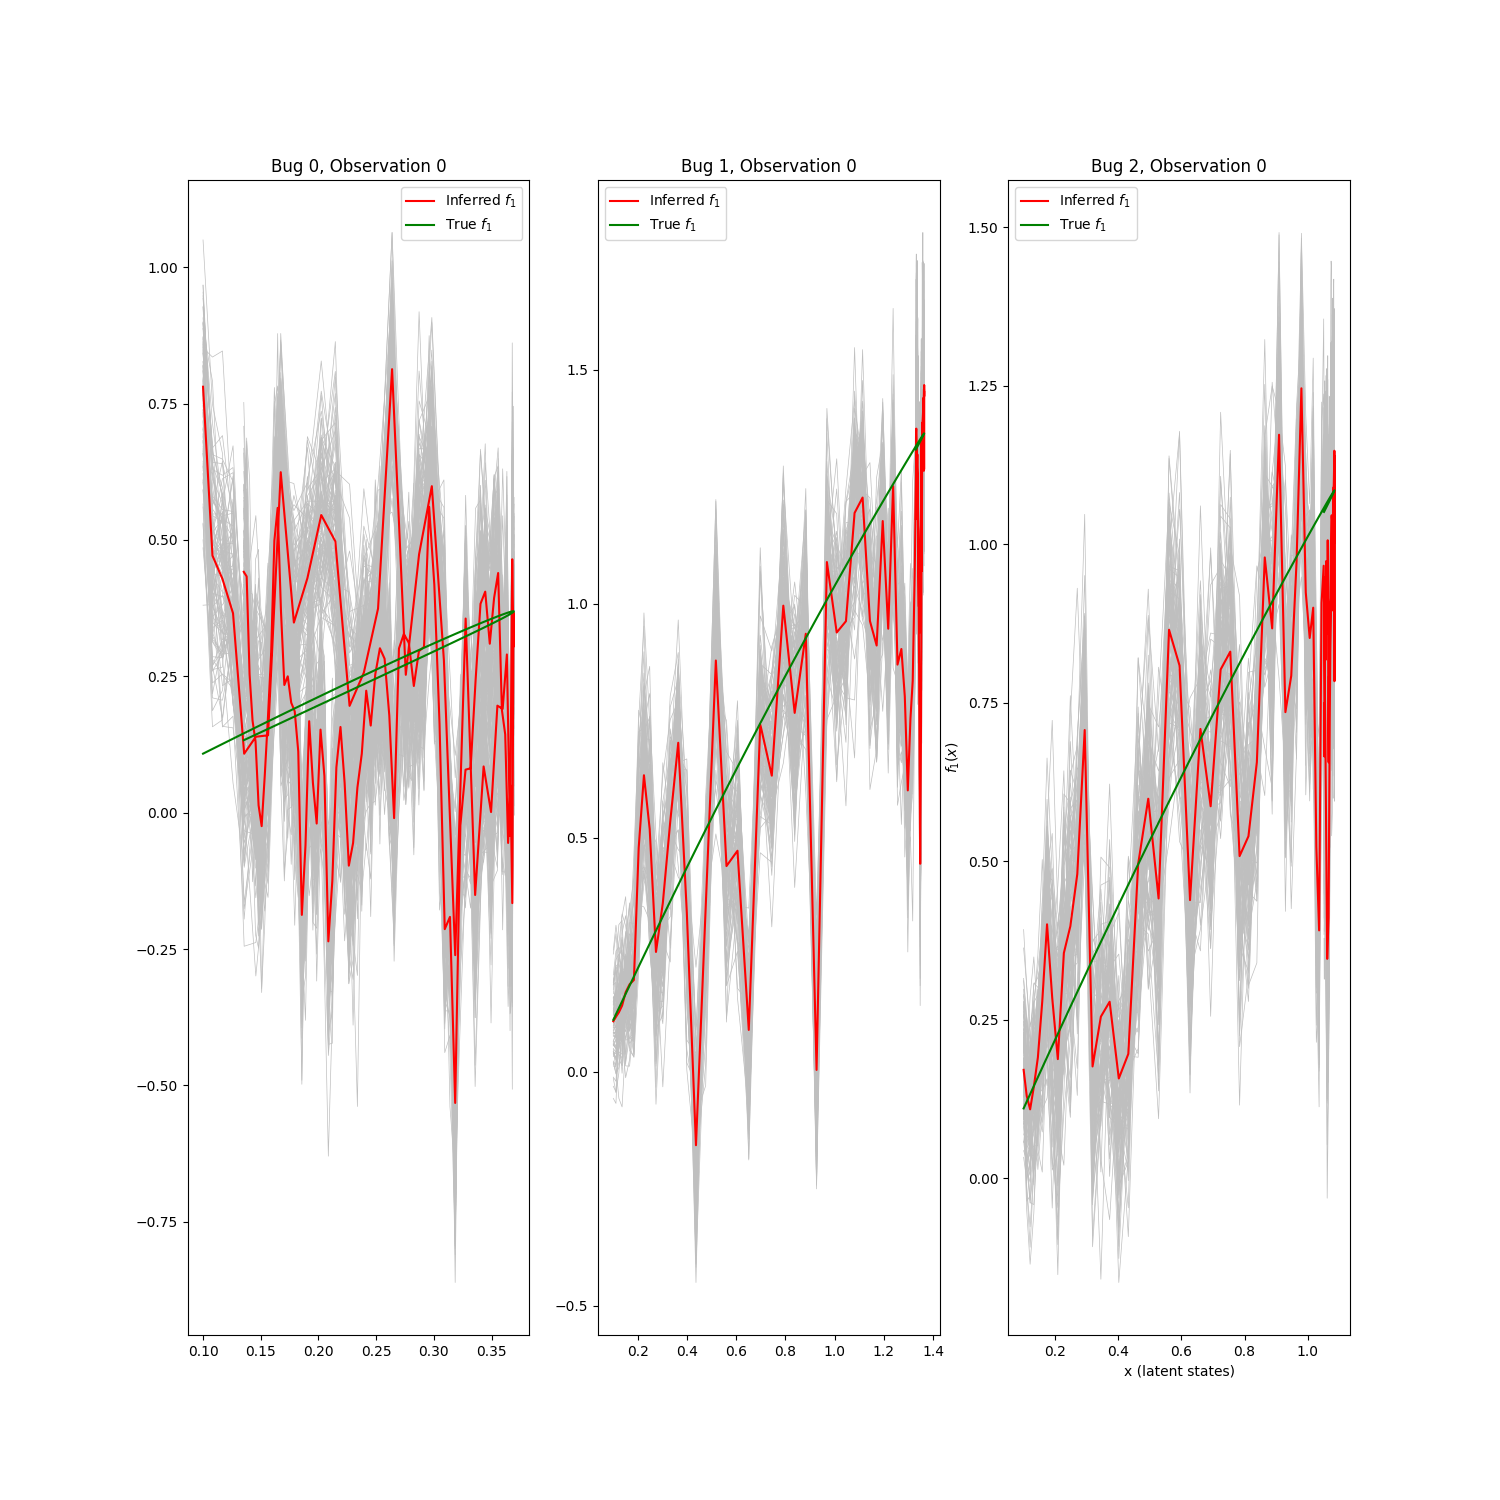 Bug 0, Observation 0
Inferred f₁
True f₁
1.00
0.75
0.50
0.25
0.00
−0.25
−0.50
−0.75
0.10 0.15 0.20 0.25 0.30 0.35
Bug 1, Observation 0
Inferred f₁
True f₁
1.5
1.0
0.5
0.0
−0.5
0.2 0.4 0.6 0.8 1.0 1.2 1.4
Bug 2, Observation 0
Inferred f₁
True f₁
f₁(x)
1.50
1.25
1.00
0.75
0.50
0.25
0.00
0.2 0.4 0.6 0.8 1.0
x (latent states)